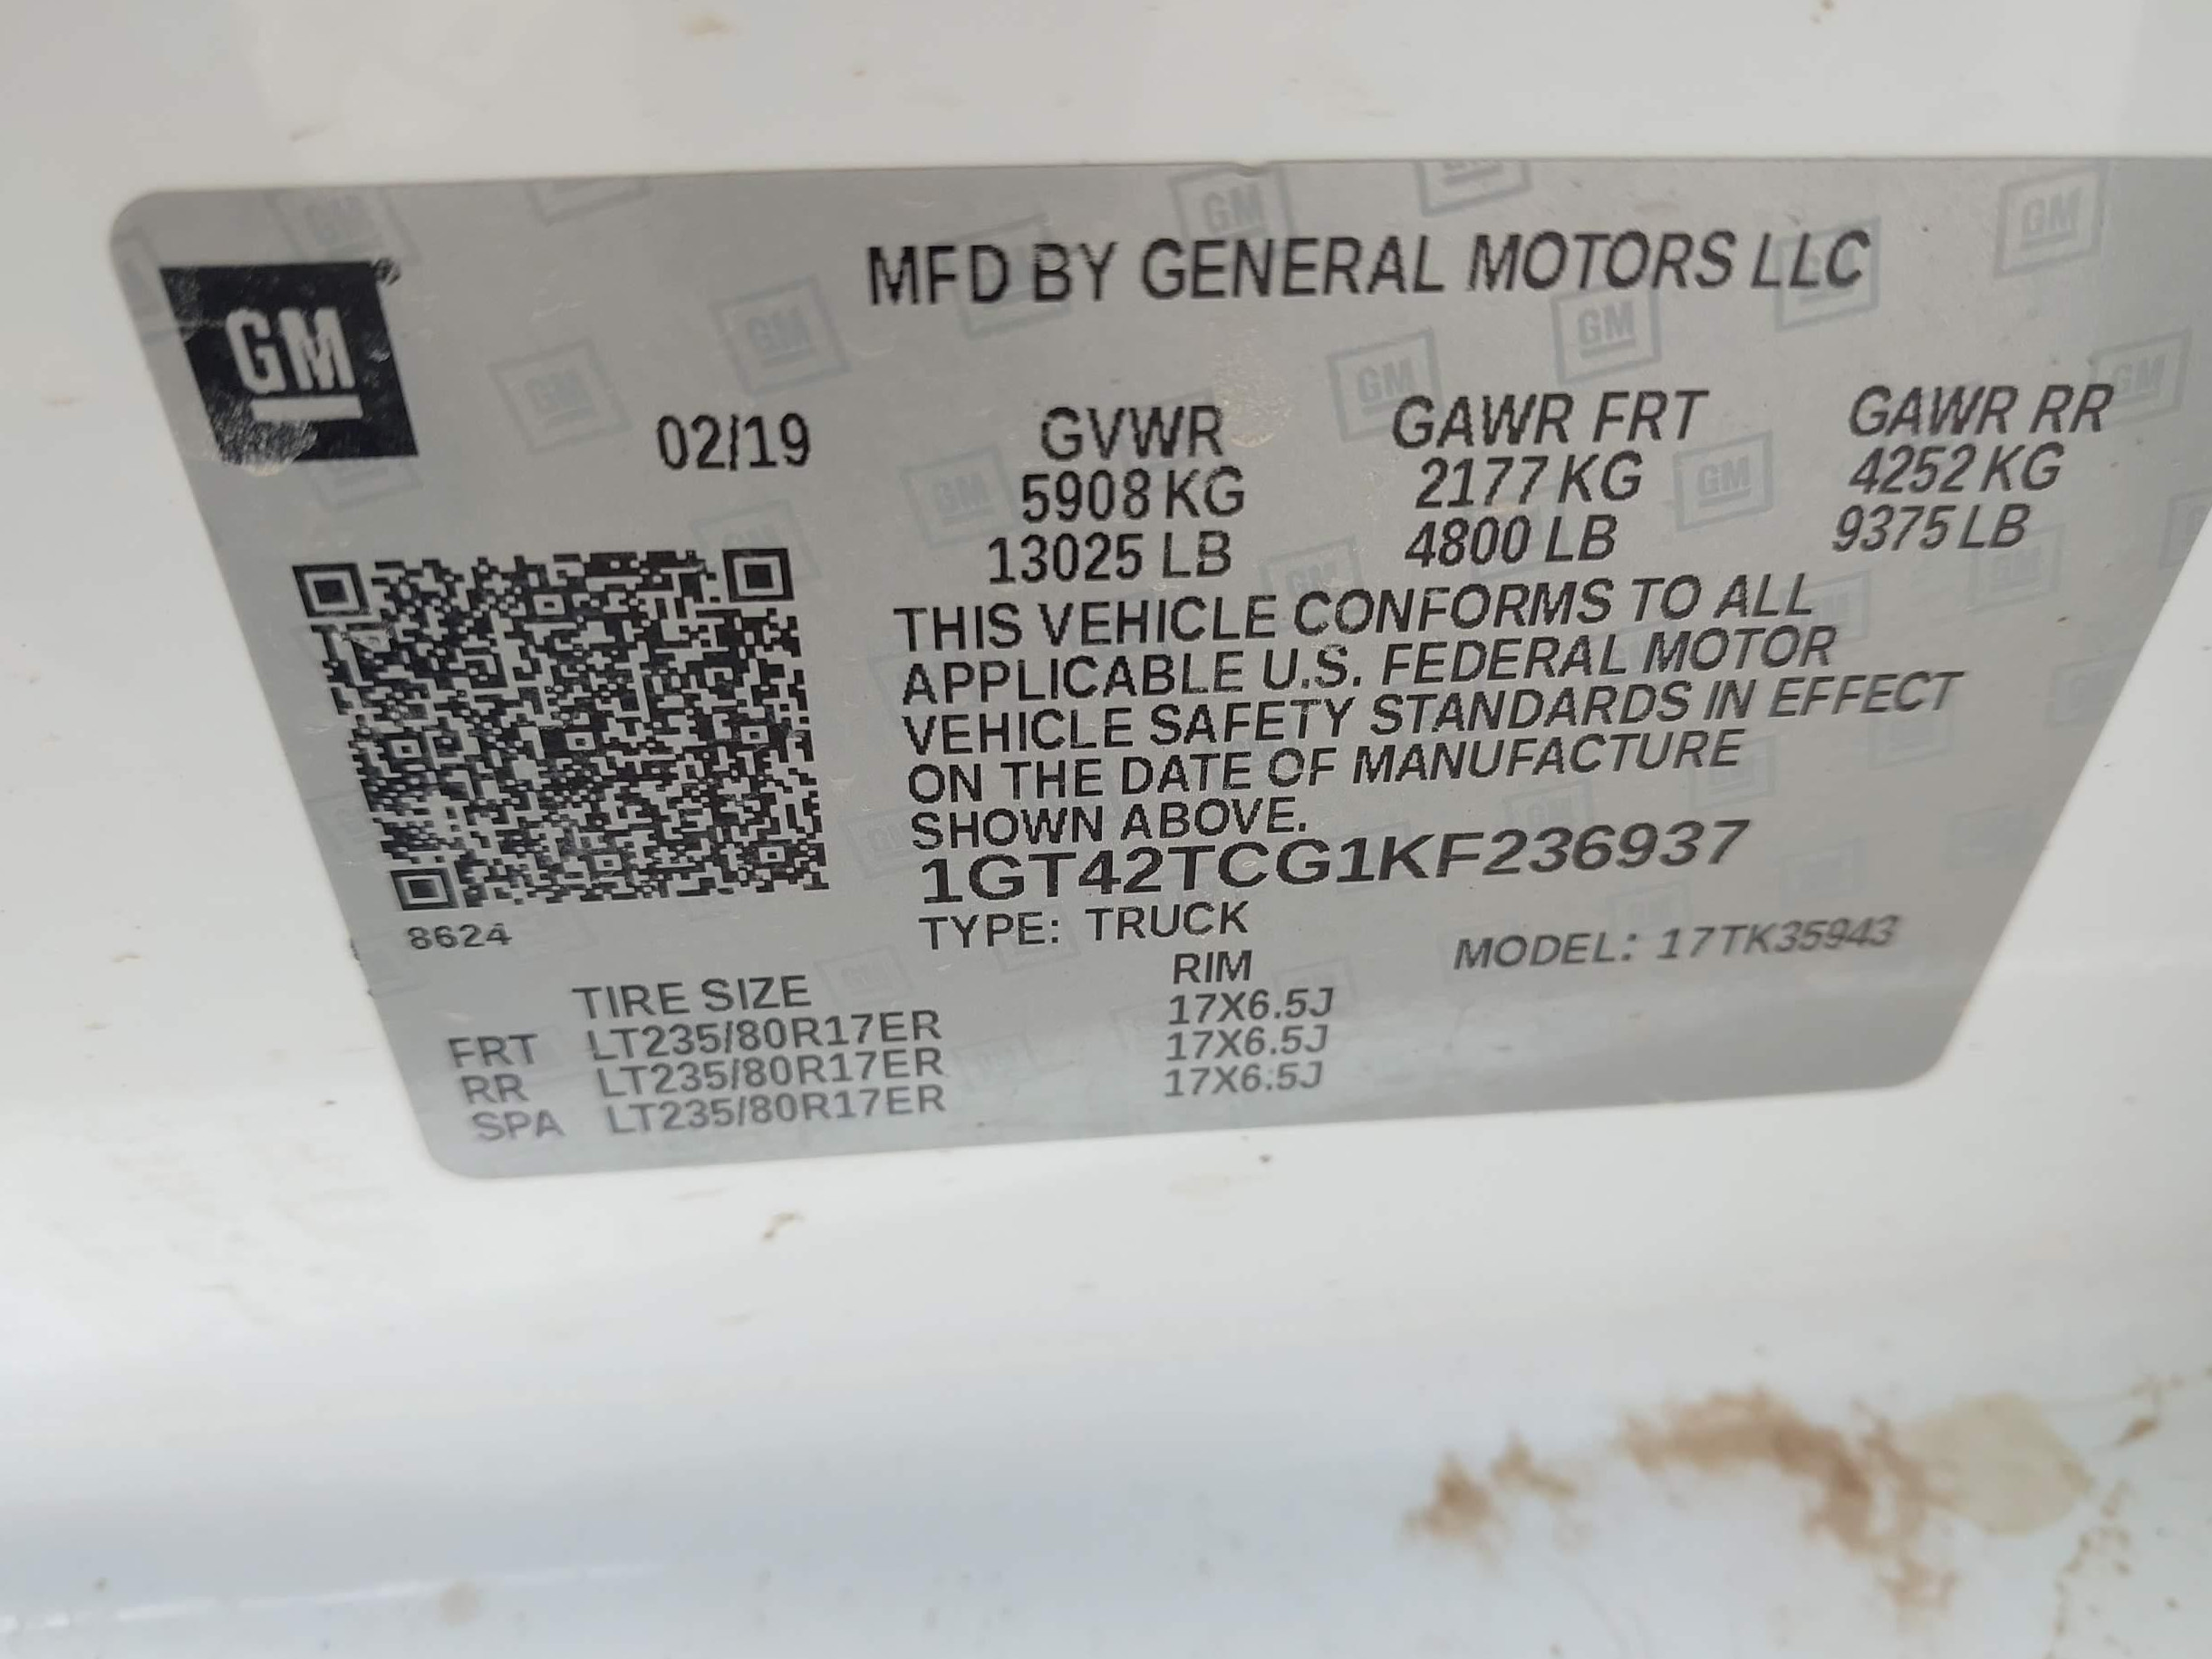 MFD BY GENERAL MOTORS LLC
GM
02/19 GVWR GAWR FRT GAWR RR
5908 KG 2177 KG 4252 KG
13025 LB 4800 LB 9375 LB
THIS VEHICLE CONFORMS TO ALL
APPLICABLE U.S. FEDERAL MOTOR
VEHICLE SAFETY STANDARDS IN EFFECT
ON THE DATE OF MANUFACTURE
SHOWN ABOVE.
1GT42TCG1KF236937
8624
TYPE: TRUCK MODEL: 17TK35943
TIRE SIZE RIM
FRT LT235/80R17ER 17X6.5J
RR LT235/80R17ER 17X6.5J
SPA LT235/80R17ER 17X6.5J